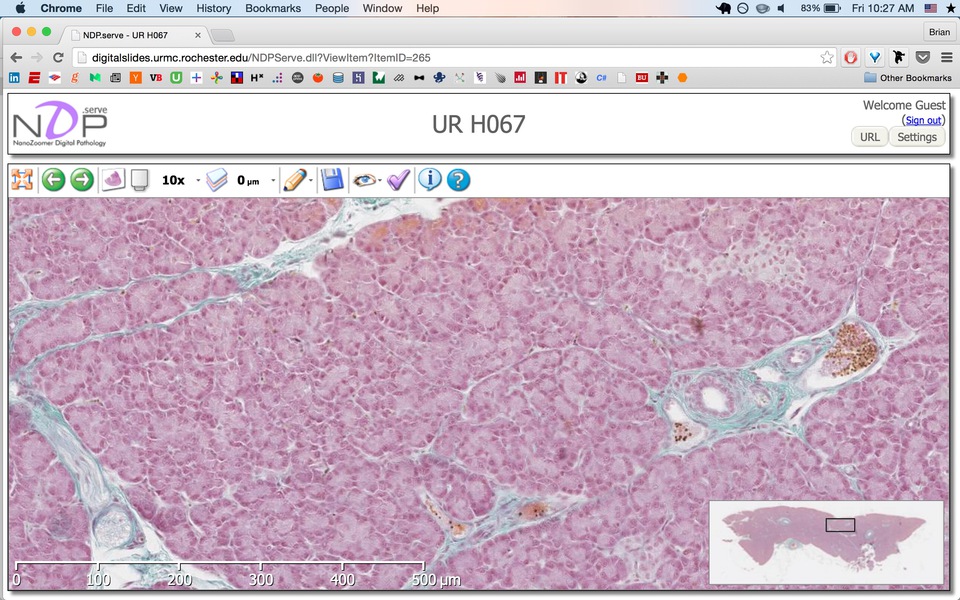 Chrome File Edit View History Bookmarks People Window Help 83% Fri 10:27 AM
NDP.serve - UR H067 Brian
digitalslides.urmc.rochester.edu/NDPServe.dll?ViewItem?ItemID=265
Other Bookmarks
NDP .serve
NanoZoomer Digital Pathology
UR H067
Welcome Guest
(Sign out)
URL Settings
10x 0 μm
0 100 200 300 400 500 μm